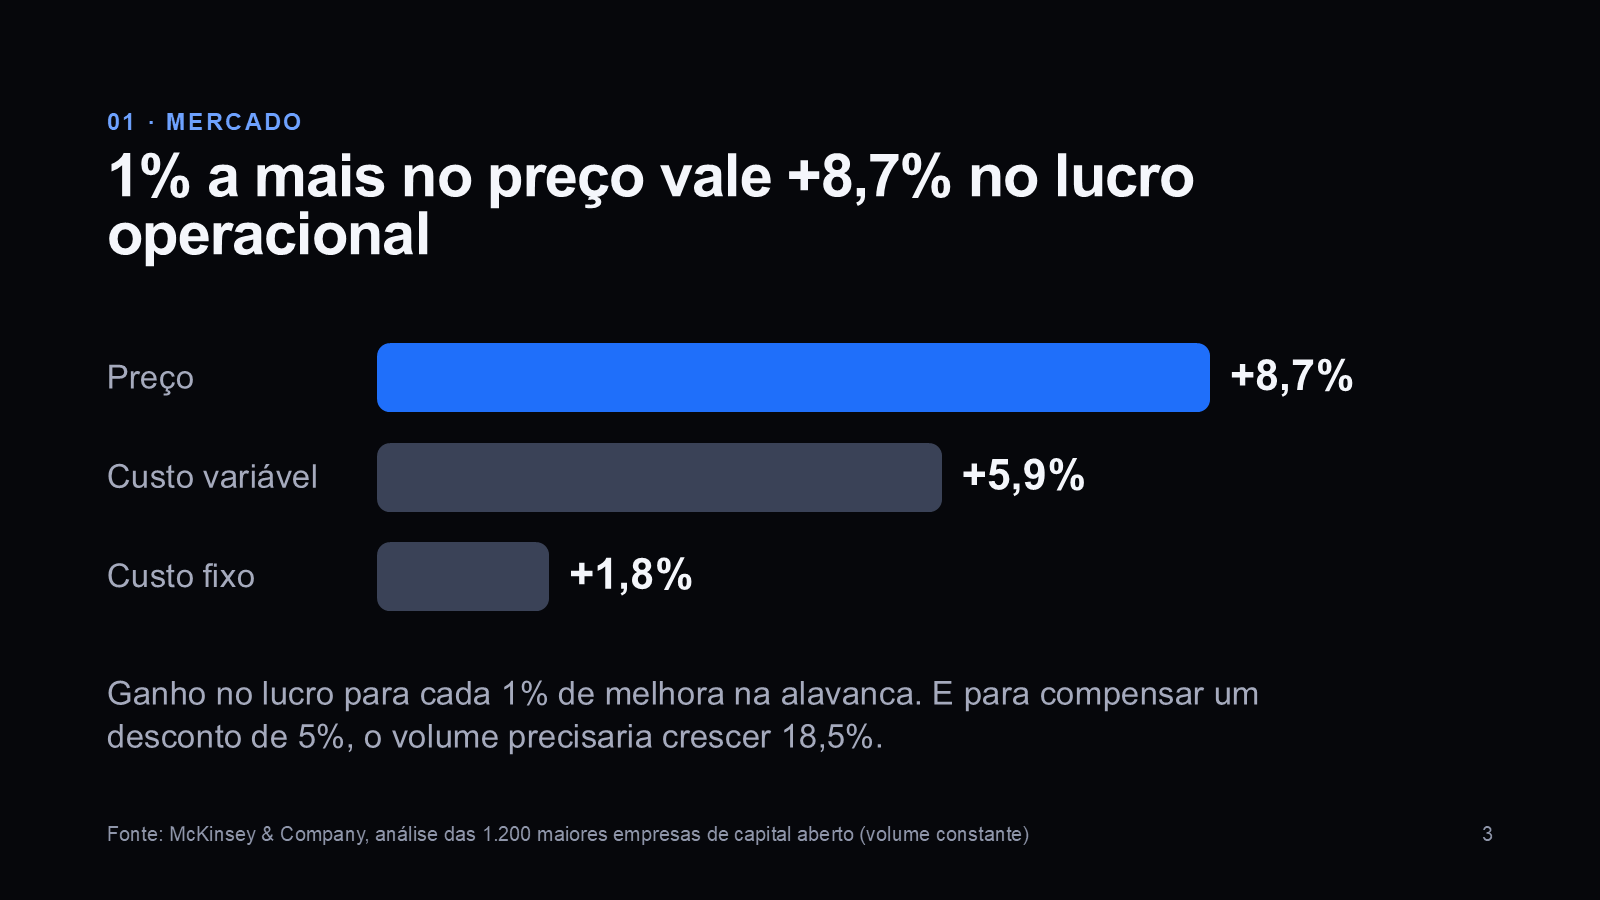 01 · MERCADO
1% a mais no preço vale +8,7% no lucro
operacional
Preço
+8,7%
Custo variável
+5,9%
Custo fixo
+1,8%
Ganho no lucro para cada 1% de melhora na alavanca. E para compensar um
desconto de 5%, o volume precisaria crescer 18,5%.
Fonte: McKinsey & Company, análise das 1.200 maiores empresas de capital aberto (volume constante)
3